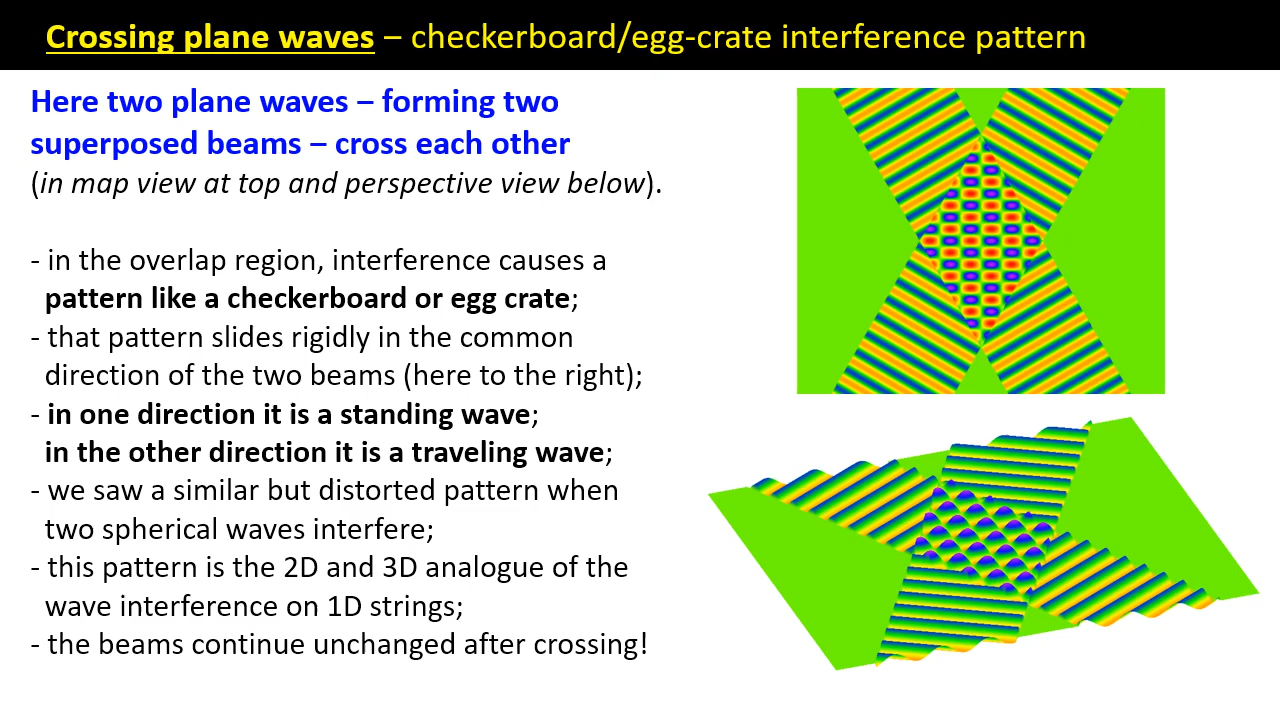 Crossing plane waves – checkerboard/egg-crate interference pattern
Here two plane waves – forming two
superposed beams – cross each other
(in map view at top and perspective view below).
- in the overlap region, interference causes a
pattern like a checkerboard or egg crate;
- that pattern slides rigidly in the common
direction of the two beams (here to the right);
- in one direction it is a standing wave;
in the other direction it is a traveling wave;
- we saw a similar but distorted pattern when
two spherical waves interfere;
- this pattern is the 2D and 3D analogue of the
wave interference on 1D strings;
- the beams continue unchanged after crossing!